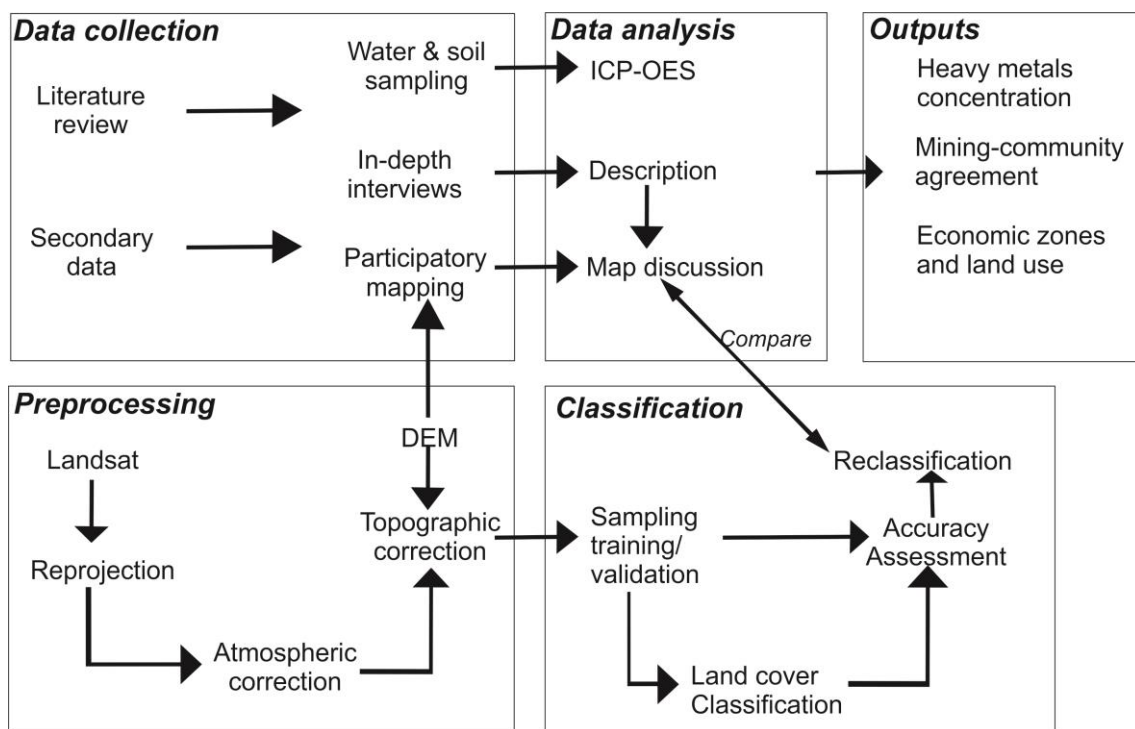 Data collection
Literature
review
Secondary
data
Water & soil
sampling
In-depth
interviews
Participatory
mapping
Data analysis
ICP-OES
Description
Map discussion
Compare
Outputs
Heavy metals
concentration
Mining-community
agreement
Economic zones
and land use
Preprocessing
Landsat
Reprojection
Atmospheric
correction
DEM
Topographic
correction
Classification
Sampling
training/
validation
Land cover
Classification
Accuracy
Assessment
Reclassification